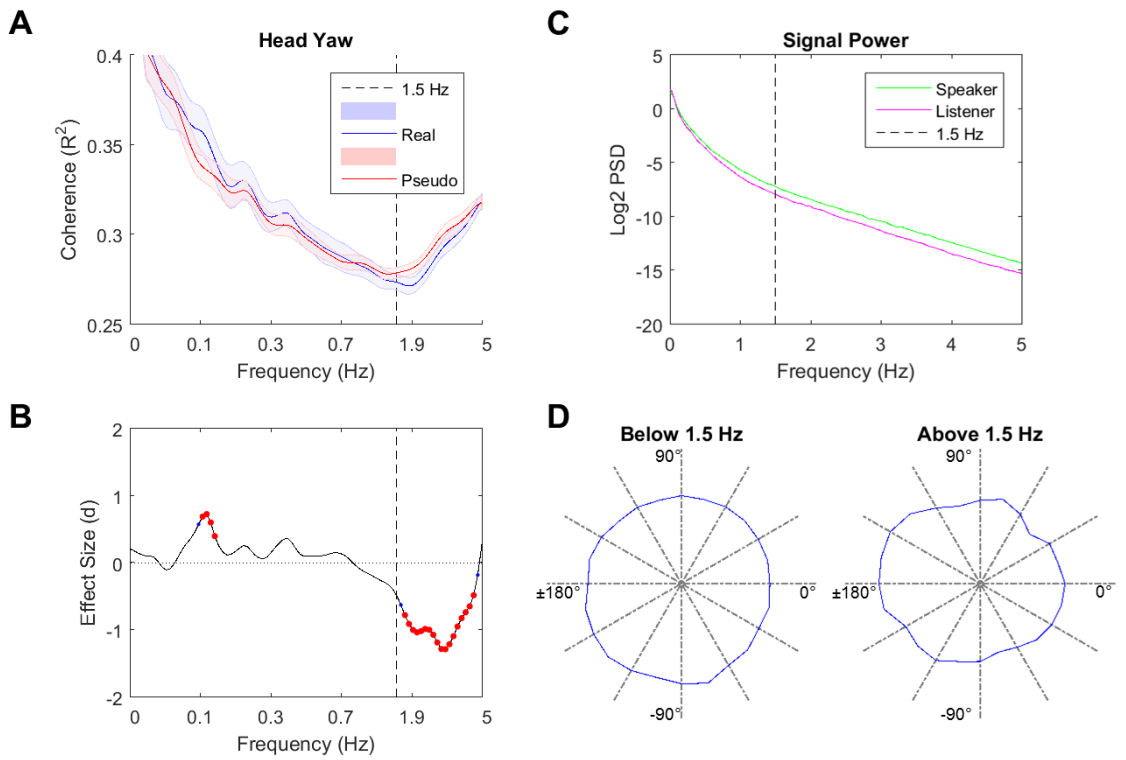 A
Head Yaw
0.4
0.35
0.3
0.25
Coherence (R²)
1.5 Hz
Real
Pseudo
0
0.1
0.3
0.7
1.9
5
Frequency (Hz)
B
2
1
0
-1
-2
Effect Size (d)
0
0.1
0.3
0.7
1.9
5
Frequency (Hz)
C
Signal Power
5
0
-5
-10
-15
-20
Log2 PSD
Speaker
Listener
1.5 Hz
0
1
2
3
4
5
Frequency (Hz)
D
Below 1.5 Hz
90°
±180°
0°
-90°
Above 1.5 Hz
90°
±180°
0°
-90°